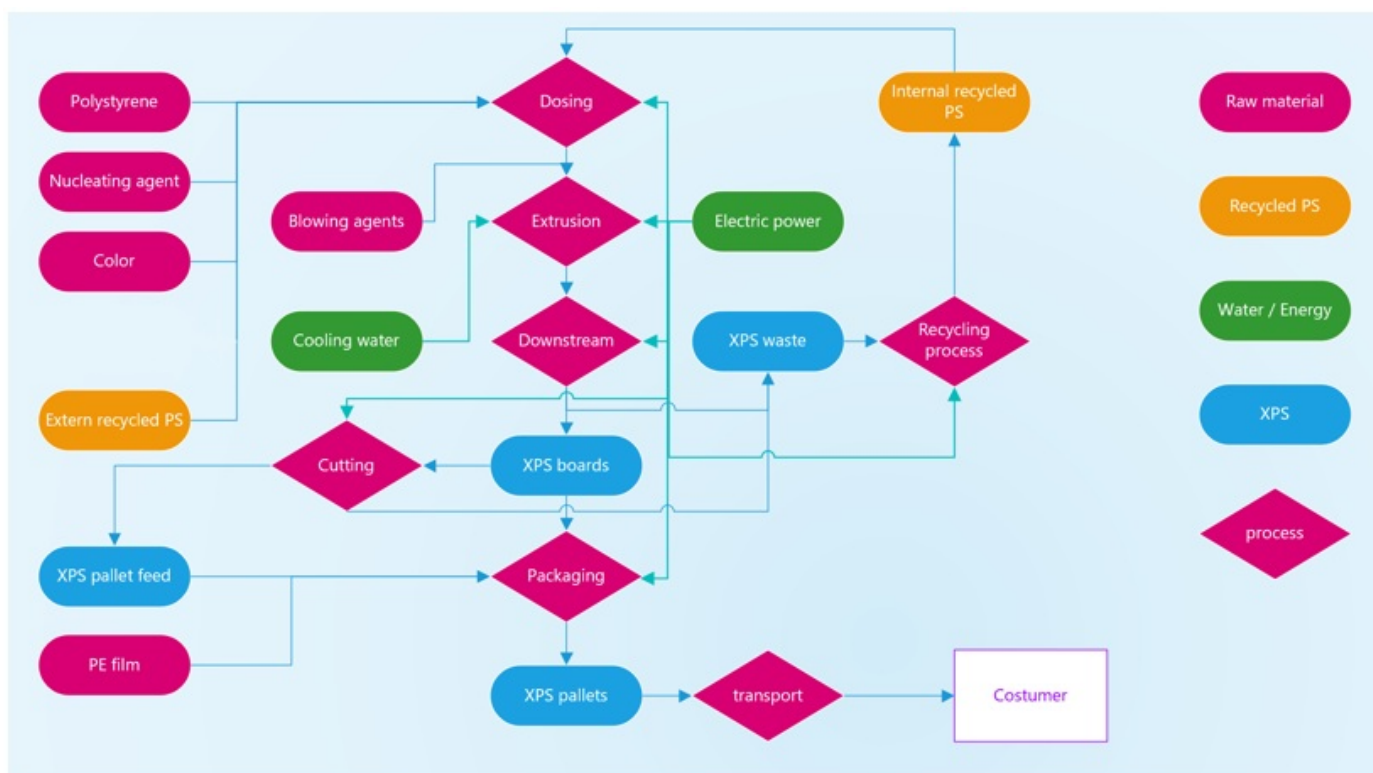 Polystyrene
Dosing
Internal recycled
PS
Raw material
Nucleating agent
Blowing agents
Extrusion
Electric power
Recycled PS
Color
Cooling water
Downstream
XPS waste
Recycling
process
Water / Energy
Extern recycled PS
Cutting
XPS boards
XPS
XPS pallet feed
Packaging
process
PE film
XPS pallets
transport
Costumer